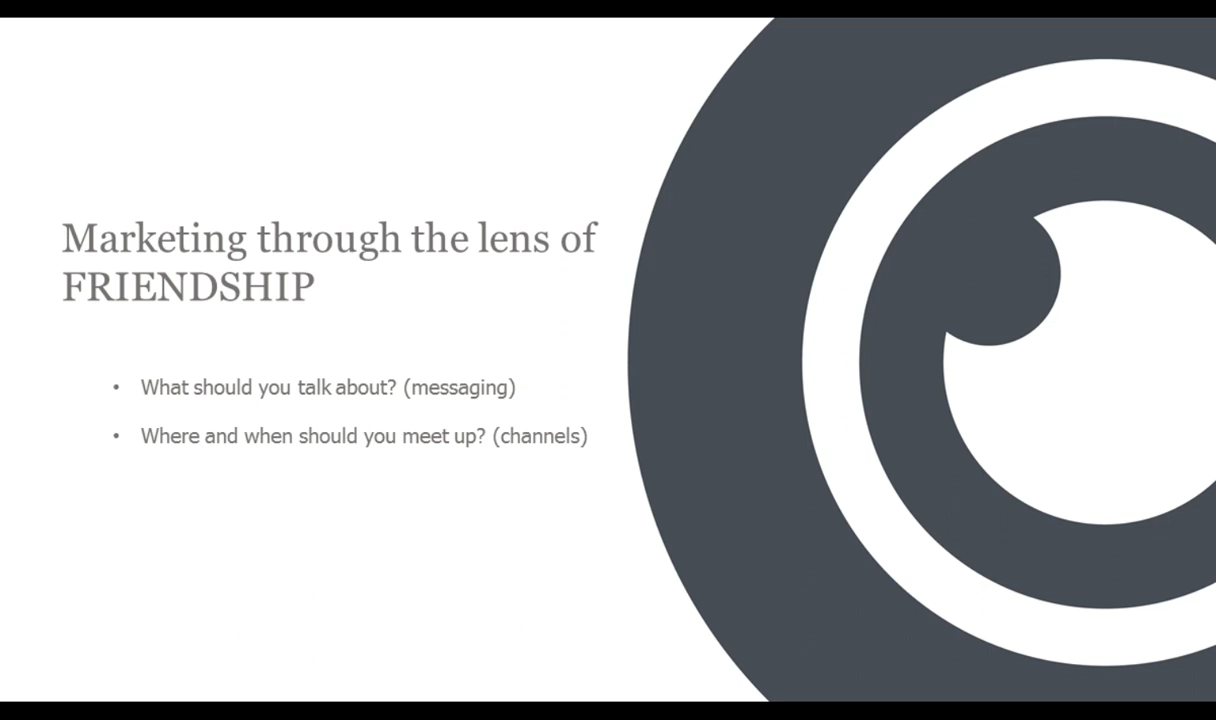 Marketing through the lens of
FRIENDSHIP
• What should you talk about? (messaging)
• Where and when should you meet up? (channels)